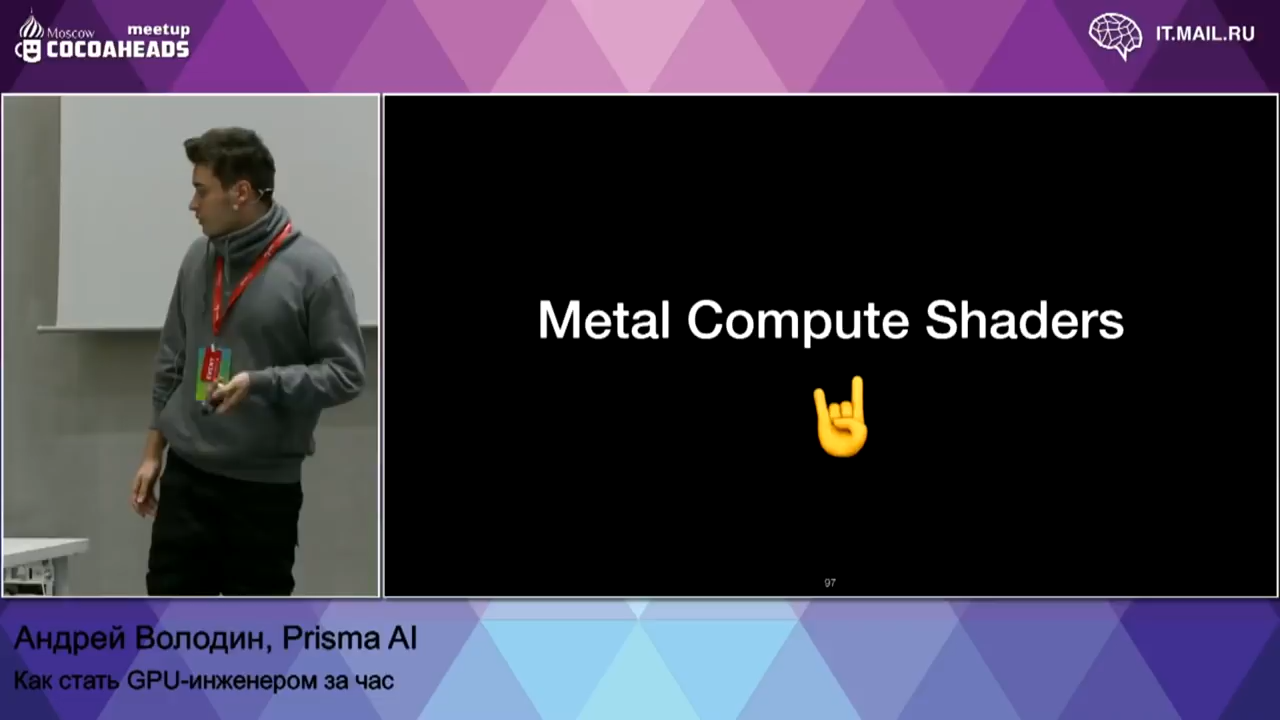 Moscow meetup
COCOAHEADS
IT.MAIL.RU
Metal Compute Shaders
97
Андрей Володин, Prisma AI
Как стать GPU-инженером за час